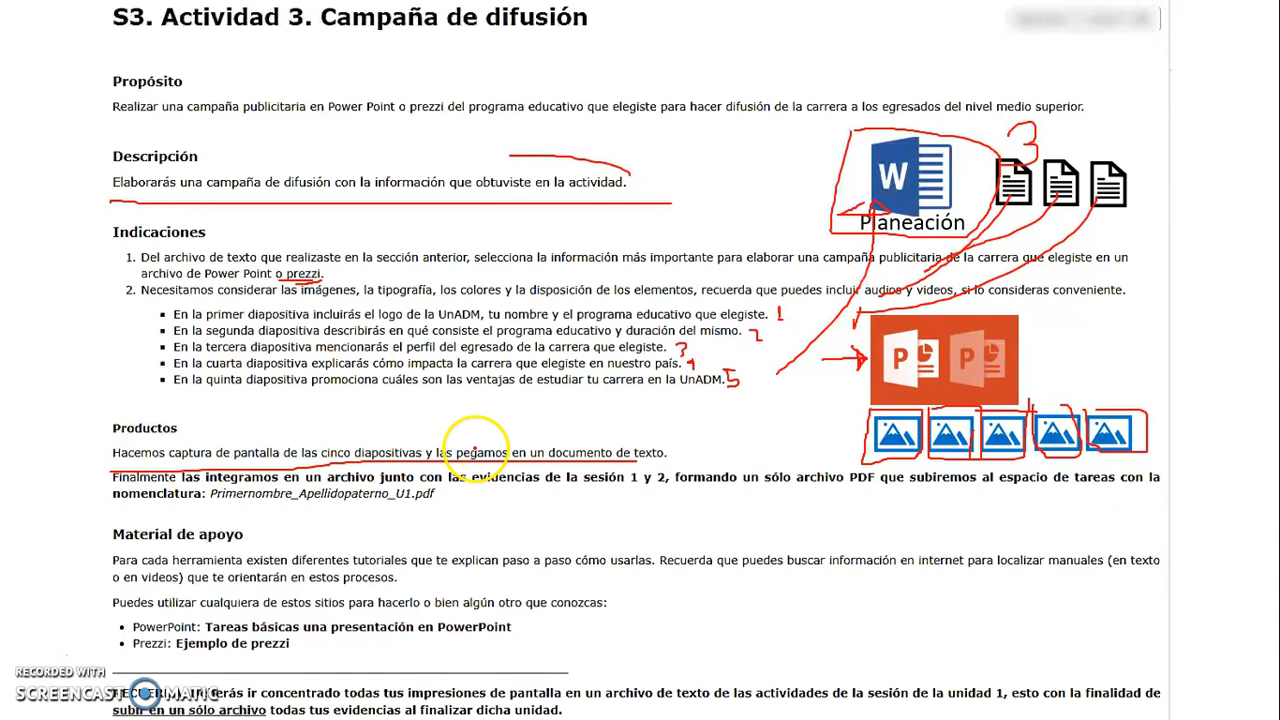 S3. Actividad 3. Campaña de difusión
Propósito
Realizar una campaña publicitaria en Power Point o prezzi del programa educativo que elegiste para hacer difusión de la carrera a los egresados del nivel medio superior.
Descripción
Elaborarás una campaña de difusión con la información que obtuviste en la actividad.
3
W
Planeación
Indicaciones
1. Del archivo de texto que realizaste en la sección anterior, selecciona la información más importante para elaborar una campaña publicitaria de la carrera que elegiste en un
archivo de Power Point o prezzi.
2. Necesitamos considerar las imágenes, la tipografía, los colores y la disposición de los elementos, recuerda que puedes incluir audios y videos, si lo consideras conveniente.
En la primer diapositiva incluirás el logo de la UnADM, tu nombre y el programa educativo que elegiste. 1
En la segunda diapositiva describirás en qué consiste el programa educativo y duración del mismo. 2
En la tercera diapositiva mencionarás el perfil del egresado de la carrera que elegiste. 3
En la cuarta diapositiva explicarás cómo impacta la carrera que elegiste en nuestro país. 4
En la quinta diapositiva promociona cuáles son las ventajas de estudiar tu carrera en la UnADM. 5
P P
Productos
Hacemos captura de pantalla de las cinco diapositivas y las pegamos en un documento de texto.
Finalmente las integramos en un archivo junto con las evidencias de la sesión 1 y 2, formando un sólo archivo PDF que subiremos al espacio de tareas con la
nomenclatura: Primernombre_Apellidopaterno_U1.pdf
Material de apoyo
Para cada herramienta existen diferentes tutoriales que te explican paso a paso cómo usarlas. Recuerda que puedes buscar información en internet para localizar manuales (en texto
o en videos) que te orientarán en estos procesos.
Puedes utilizar cualquiera de estos sitios para hacerlo o bien algún otro que conozcas:
PowerPoint: Tareas básicas una presentación en PowerPoint
Prezzi: Ejemplo de prezzi
RECORDED WITH
SCREENCAST MATIC
ir concentrado todas tus impresiones de pantalla en un archivo de texto de las actividades de la sesión de la unidad 1, esto con la finalidad de
subir en un sólo archivo todas tus evidencias al finalizar dicha unidad.